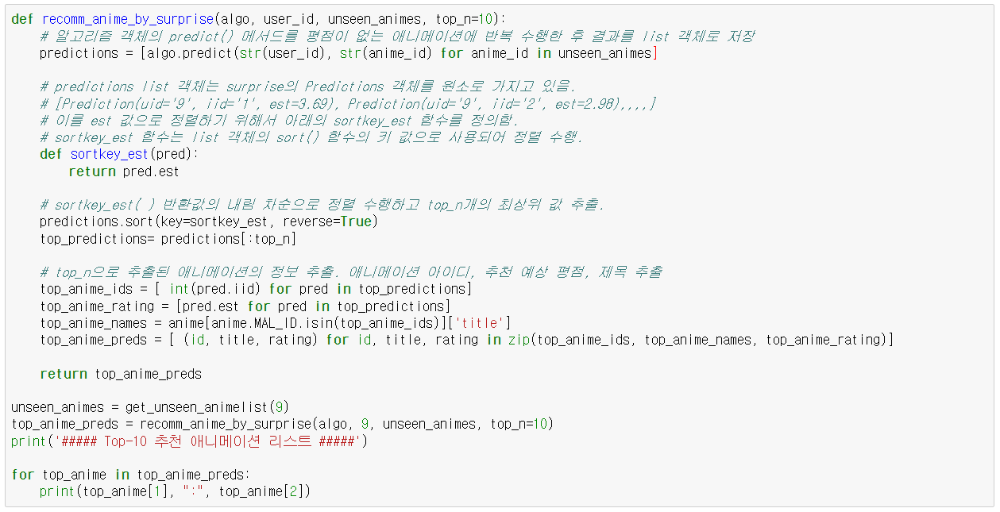 def recomm_anime_by_surprise(algo, user_id, unseen_animes, top_n=10):
    # 알고리즘 객체의 predict() 메서드를 평점이 없는 애니메이션에 반복 수행한 후 결과를 list 객체로 저장
    predictions = [algo.predict(str(user_id), str(anime_id) for anime_id in unseen_animes]
    # predictions list 객체는 surprise의 Predictions 객체를 원소로 가지고 있음.
    # [Prediction(uid='9', iid='1', est=3.69), Prediction(uid='9', iid='2', est=2.98),,,,]
    # 이를 est 값으로 정렬하기 위해서 아래의 sortkey_est 함수를 정의함.
    # sortkey_est 함수는 list 객체의 sort() 함수의 키 값으로 사용되어 정렬 수행.
    def sortkey_est(pred):
        return pred.est
    # sortkey_est( ) 반환값의 내림 차순으로 정렬 수행하고 top_n개의 최상위 값 추출.
    predictions.sort(key=sortkey_est, reverse=True)
    top_predictions= predictions[:top_n]
    # top_n으로 추출된 애니메이션의 정보 추출. 애니메이션 아이디, 추천 예상 평점, 제목 추출
    top_anime_ids = [ int(pred.iid) for pred in top_predictions]
    top_anime_rating = [pred.est for pred in top_predictions]
    top_anime_names = anime[anime.MAL_ID.isin(top_anime_ids)]['title']
    top_anime_preds = [ (id, title, rating) for id, title, rating in zip(top_anime_ids, top_anime_names, top_anime_rating)]
    return top_anime_preds
unseen_animes = get_unseen_animelist(9)
top_anime_preds = recomm_anime_by_surprise(algo, 9, unseen_animes, top_n=10)
print('##### Top-10 추천 애니메이션 리스트 #####')
for top_anime in top_anime_preds:
    print(top_anime[1], ":", top_anime[2])